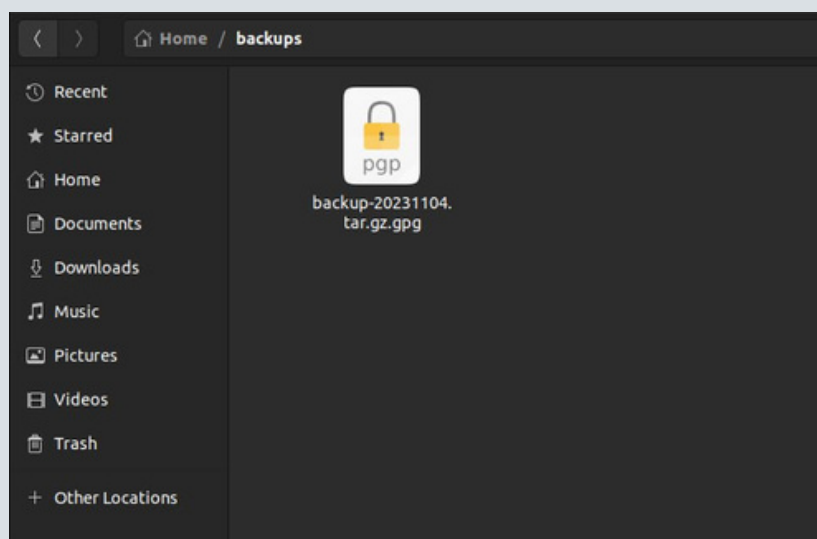 Home / backups
Recent
Starred
Home
Documents
Downloads
Music
Pictures
Videos
Trash
+ Other Locations
pgp
backup-20231104.
tar.gz.gpg